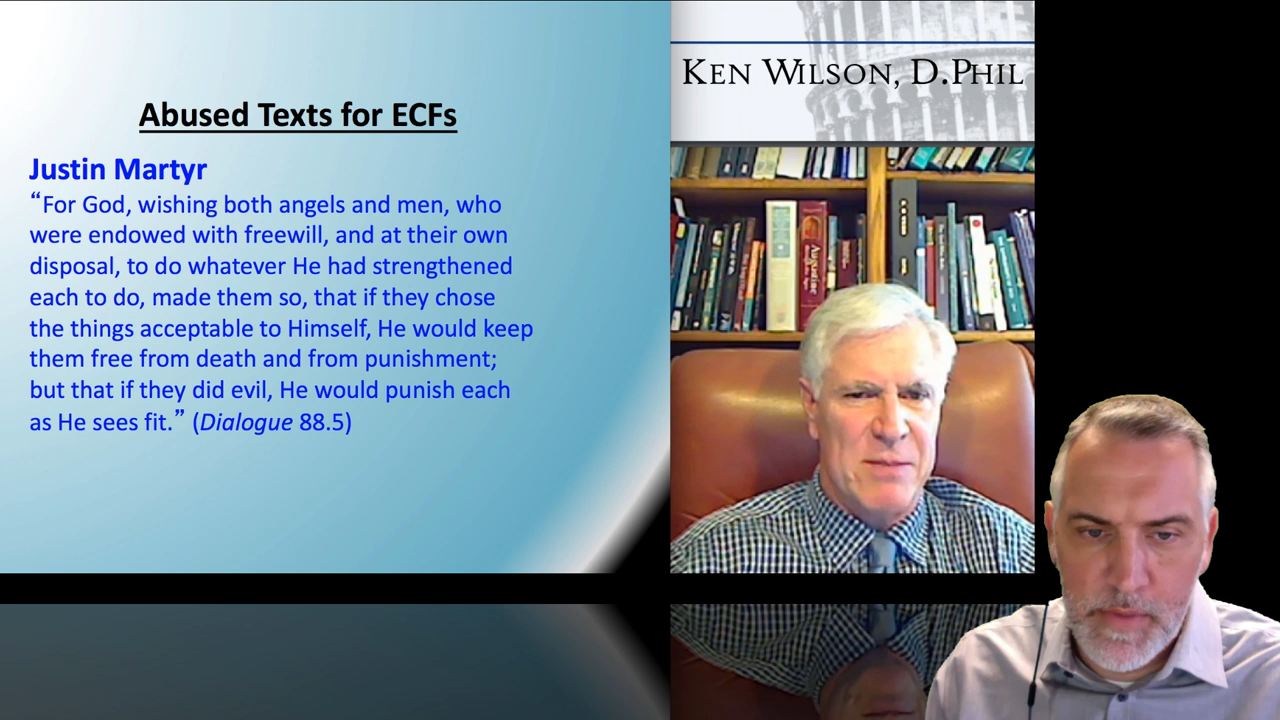 Abused Texts for ECFs
Justin Martyr
“For God, wishing both angels and men, who
were endowed with freewill, and at their own
disposal, to do whatever He had strengthened
each to do, made them so, that if they chose
the things acceptable to Himself, He would keep
them free from death and from punishment;
but that if they did evil, He would punish each
as He sees fit.” (Dialogue 88.5)
KEN WILSON, D.PHIL
Augustine